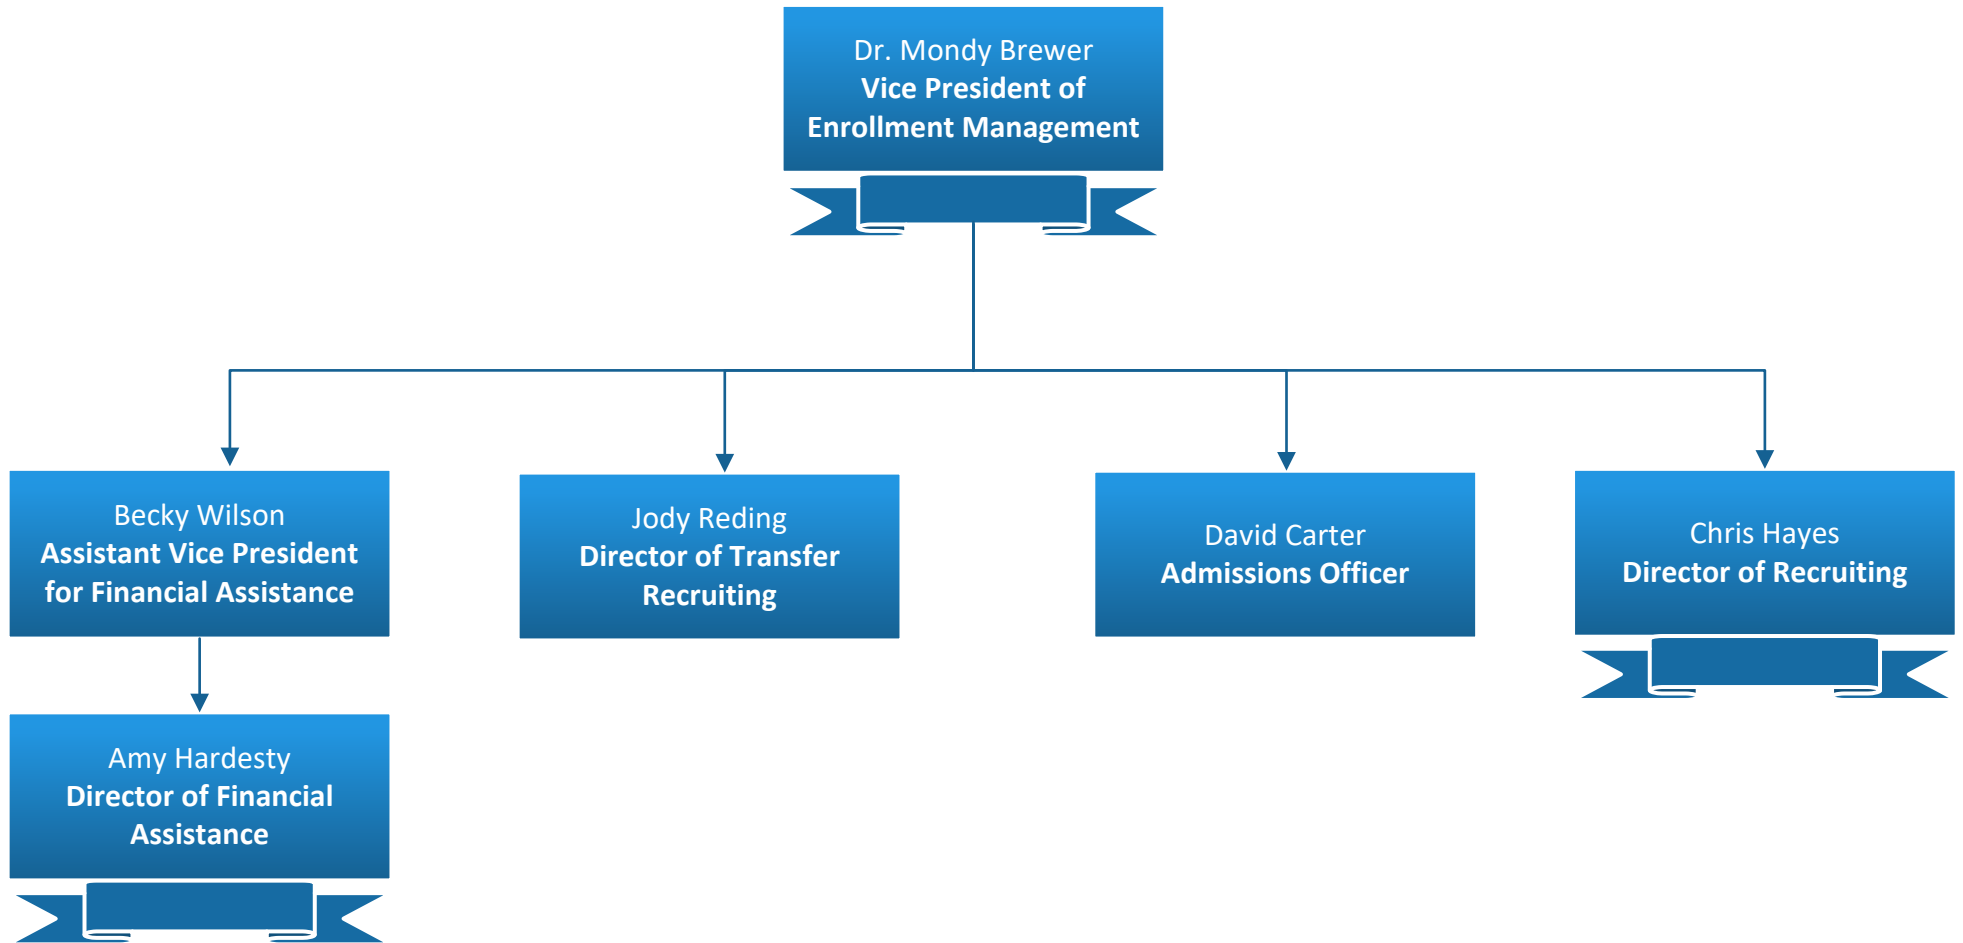 Dr. Mondy Brewer
Vice President of
Enrollment Management
Becky Wilson
Assistant Vice President
for Financial Assistance
Jody Reding
Director of Transfer
Recruiting
David Carter
Admissions Officer
Chris Hayes
Director of Recruiting
Amy Hardesty
Director of Financial
Assistance